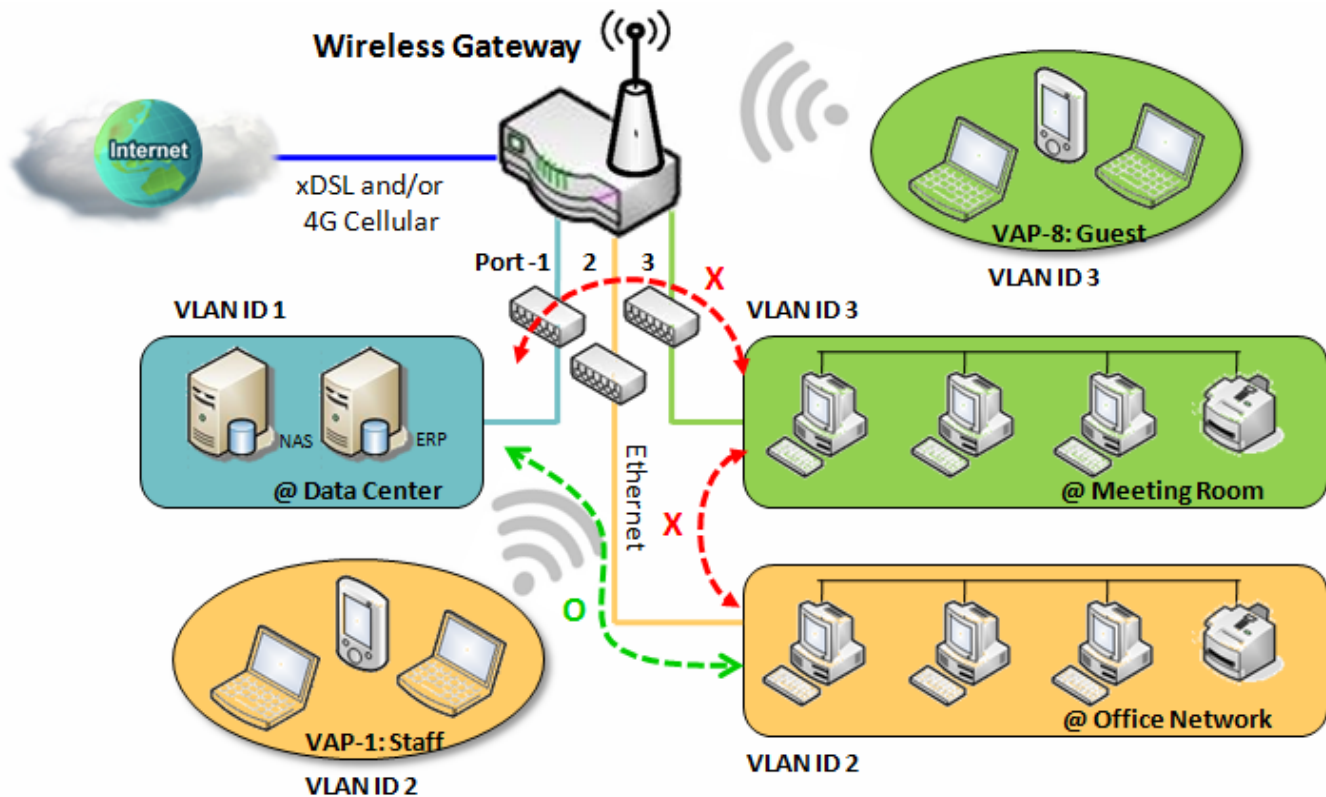 Wireless Gateway
Internet
xDSL and/or
4G Cellular
VAP-8: Guest
VLAN ID 3
Port -1
2
3
X
VLAN ID 1
VLAN ID 3
NAS
ERP
@ Data Center
@ Meeting Room
Ethernet
X
O
@ Office Network
VAP-1: Staff
VLAN ID 2
VLAN ID 2